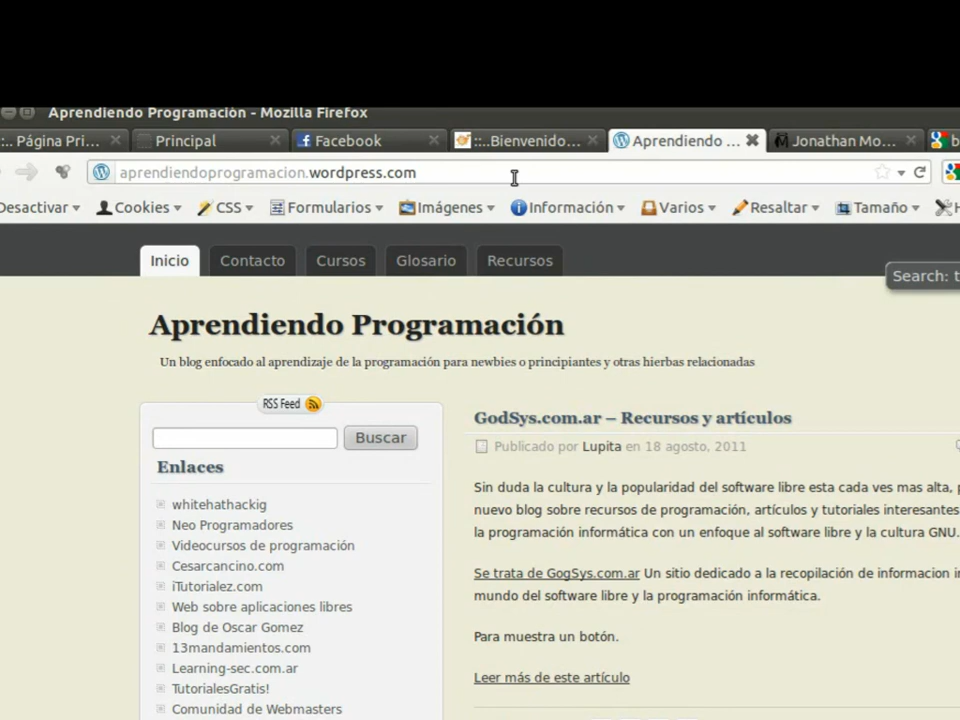 Aprendiendo Programación - Mozilla Firefox
:.. Página Pri...
Principal
Facebook
::..Bienvenido...
Aprendiendo ...
Jonathan Mo...
aprendiendoprogramacion.wordpress.com
Desactivar
Cookies
CSS
Formularios
Imágenes
Información
Varios
Resaltar
Tamaño
Inicio
Contacto
Cursos
Glosario
Recursos
Search: t
Aprendiendo Programación
Un blog enfocado al aprendizaje de la programación para newbies o principiantes y otras hierbas relacionadas
RSS Feed
Buscar
Enlaces
whitehathackig
Neo Programadores
Videocursos de programación
Cesarcancino.com
iTutorialez.com
Web sobre aplicaciones libres
Blog de Oscar Gomez
13mandamientos.com
Learning-sec.com.ar
TutorialesGratis!
Comunidad de Webmasters
GodSys.com.ar – Recursos y artículos
Publicado por Lupita en 18 agosto, 2011
Sin duda la cultura y la popularidad del software libre esta cada ves mas alta, p
nuevo blog sobre recursos de programación, artículos y tutoriales interesantes
la programación informática con un enfoque al software libre y la cultura GNU.
Se trata de GogSys.com.ar Un sitio dedicado a la recopilación de informacion i
mundo del software libre y la programación informática.
Para muestra un botón.
Leer más de este artículo